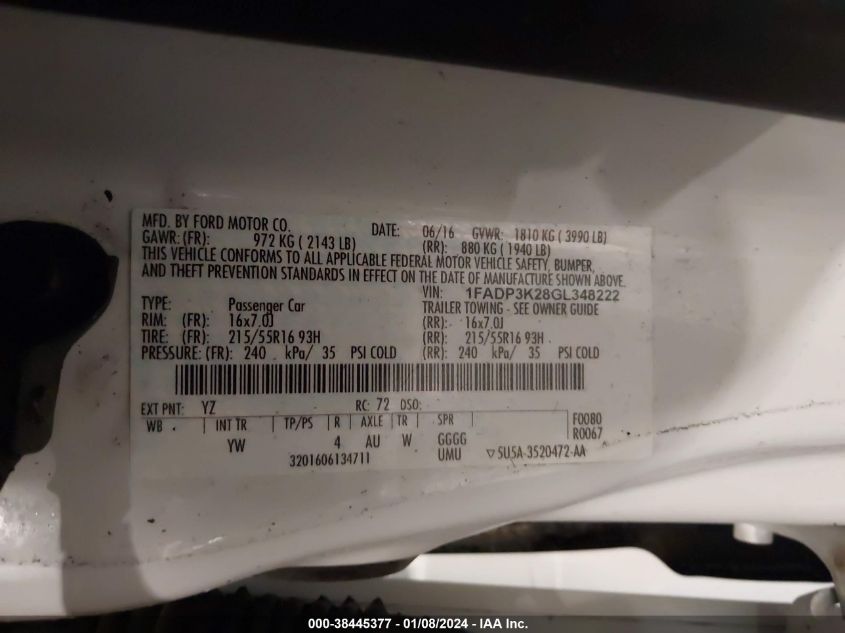 MFD. BY FORD MOTOR CO.
DATE: 06/16 GVWR: 1810 KG ( 3990 LB)
GAWR: (FR): 972 KG ( 2143 LB) (RR): 880 KG ( 1940 LB)
THIS VEHICLE CONFORMS TO ALL APPLICABLE FEDERAL MOTOR VEHICLE SAFETY, BUMPER,
AND THEFT PREVENTION STANDARDS IN EFFECT ON THE DATE OF MANUFACTURE SHOWN ABOVE.
VIN: 1FADP3K28GL348222
TYPE: Passenger Car TRAILER TOWING - SEE OWNER GUIDE
RIM: (FR): 16x7.0J (RR): 16x7.0J
TIRE: (FR): 215/55R16 93H (RR): 215/55R16 93H
PRESSURE: (FR): 240 kPa/ 35 PSI COLD (RR): 240 kPa/ 35 PSI COLD
EXT PNT: YZ RC: 72 DSO:
WB INT TR TP/PS R AXLE TR SPR F0080
YW 4 AU W GGGG R0067
3201606134711 UMU ▽5U5A-3520472-AA
000-38445377 - 01/08/2024 - IAA Inc.